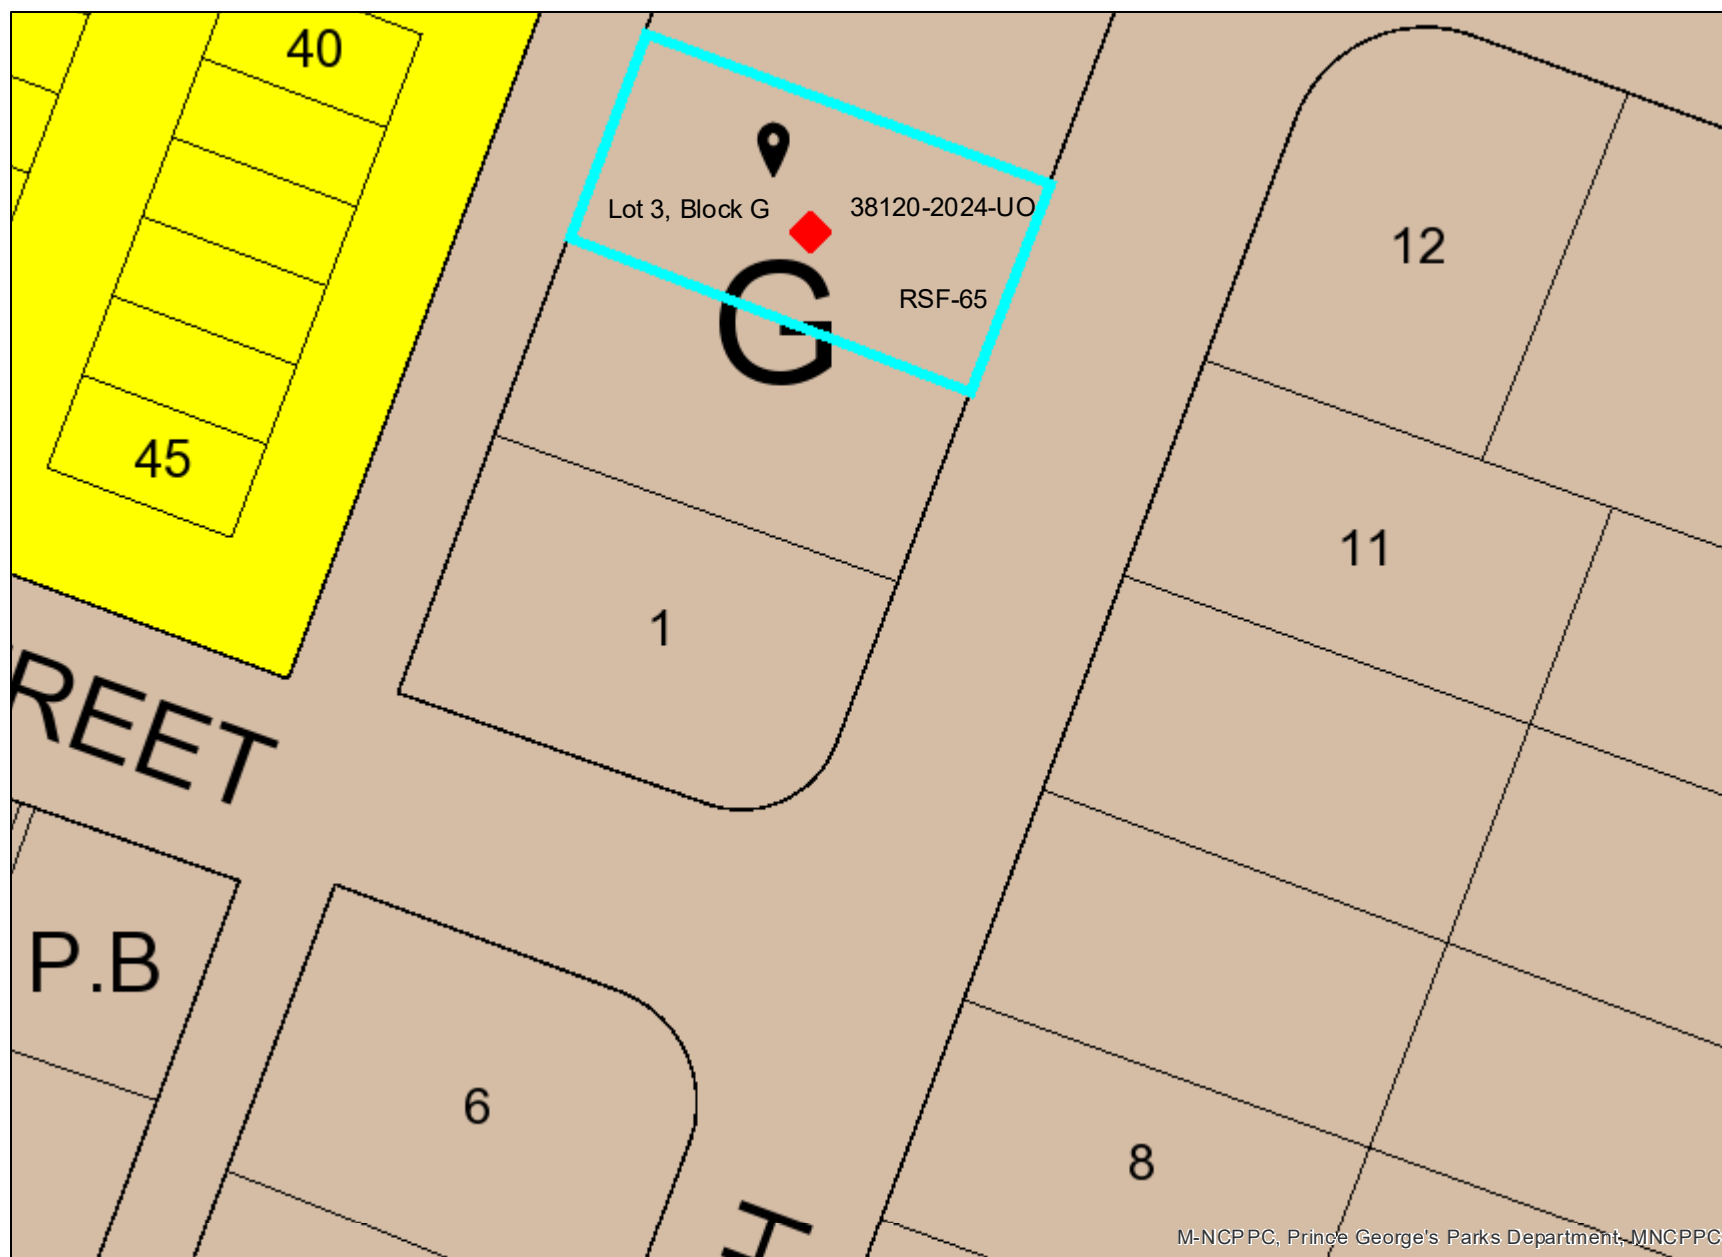 40
Lot 3, Block G
38120-2024-UO
12
RSF-65
G
45
11
1
REET
P.B
6
8
H
M-NCPPC, Prince George's Parks Department, MNCPPC